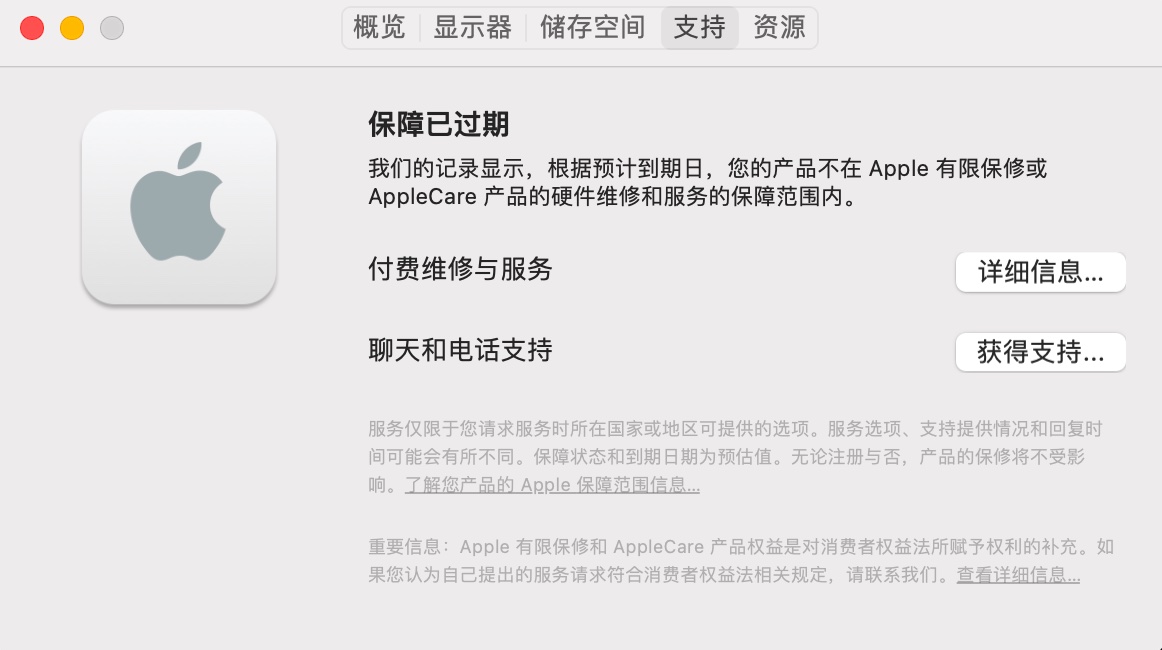 概览 显示器 储存空间 支持 资源
保障已过期
我们的记录显示，根据预计到期日，您的产品不在 Apple 有限保修或
AppleCare 产品的硬件维修和服务的保障范围内。
付费维修与服务
详细信息...
聊天和电话支持
获得支持...
服务仅限于您请求服务时所在国家或地区可提供的选项。服务选项、支持提供情况和回复时
间可能会有所不同。保障状态和到期日期为预估值。无论注册与否，产品的保修将不受影
响。了解您产品的 Apple 保障范围信息...
重要信息：Apple 有限保修和 AppleCare 产品权益是对消费者权益法所赋予权利的补充。如
果您认为自己提出的服务请求符合消费者权益法相关规定，请联系我们。查看详细信息...